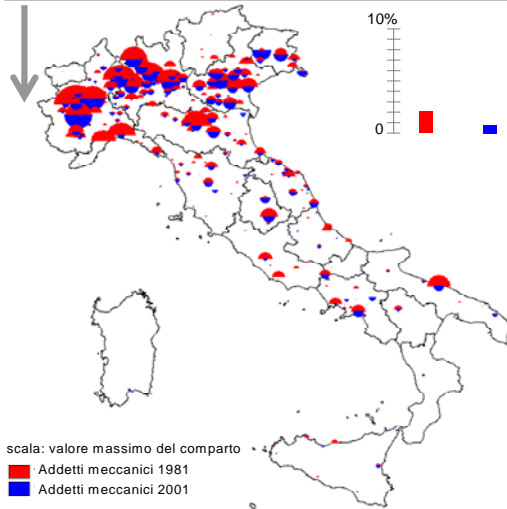 10%
0
scala: valore massimo del comparto
Addetti meccanici 1981
Addetti meccanici 2001